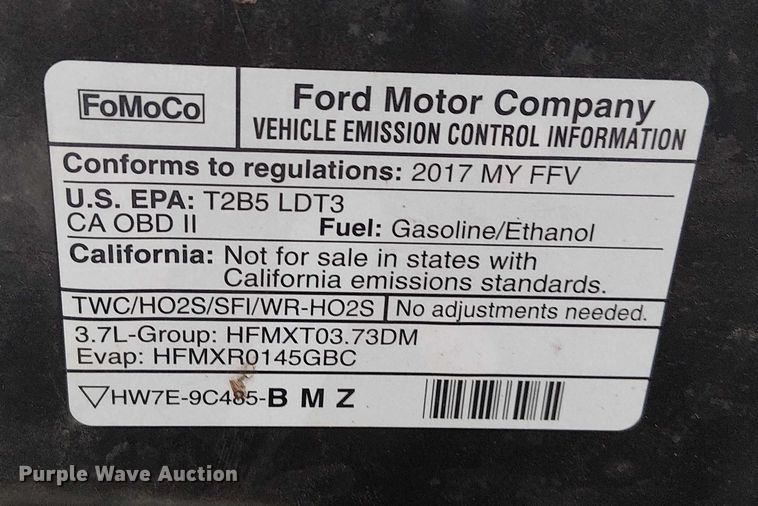 FoMoCo
Ford Motor Company
VEHICLE EMISSION CONTROL INFORMATION
Conforms to regulations: 2017 MY FFV
U.S. EPA: T2B5 LDT3
CA OBD II Fuel: Gasoline/Ethanol
California: Not for sale in states with
California emissions standards.
TWC/HO2S/SFI/WR-HO2S No adjustments needed.
3.7L-Group: HFMXT03.73DM
Evap: HFMXR0145GBC
HW7E-9C485-B M Z
Purple Wave Auction